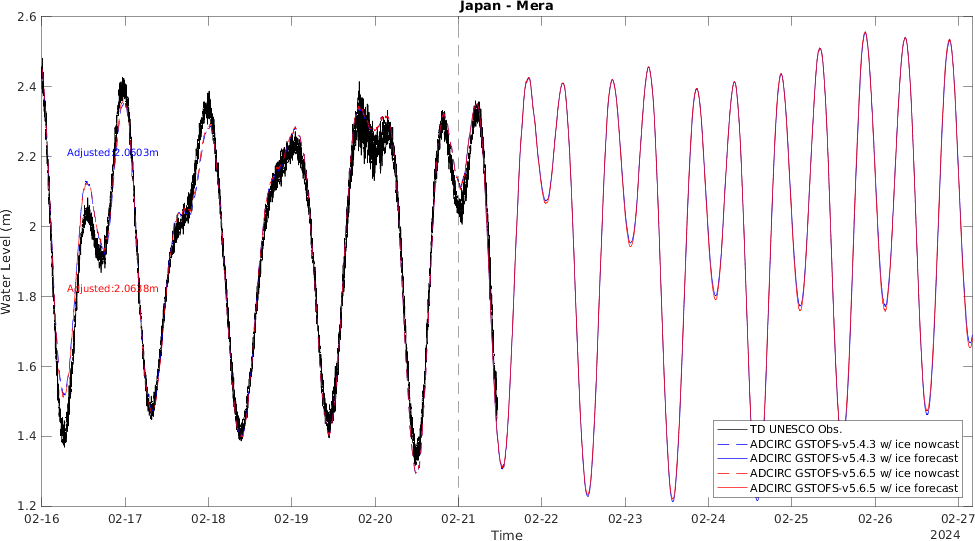 Japan - Mera
2.6
2.4
2.2
2
1.8
1.6
1.4
1.2
Water Level (m)
Adjusted:2.0603m
Adjusted:2.0638m
TD UNESCO Obs.
ADCIRC GSTOFS-v5.4.3 w/ ice nowcast
ADCIRC GSTOFS-v5.4.3 w/ ice forecast
ADCIRC GSTOFS-v5.6.5 w/ ice nowcast
ADCIRC GSTOFS-v5.6.5 w/ ice forecast
02-16 02-17 02-18 02-19 02-20 02-21 02-22 02-23 02-24 02-25 02-26 02-27
Time
2024